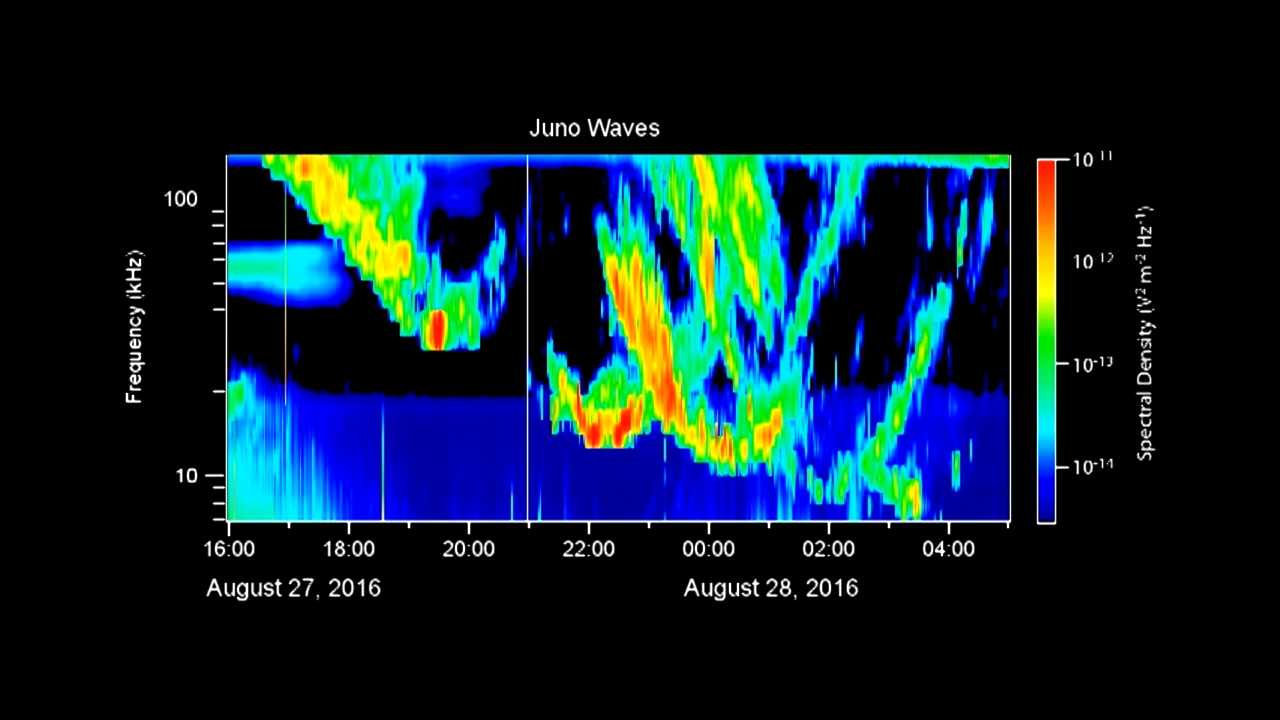 Juno Waves
100
10
Frequency (kHz)
10⁻¹¹
10⁻¹²
10⁻¹³
10⁻¹⁴
Spectral Density (V² m⁻² Hz⁻¹)
16:00 18:00 20:00 22:00 00:00 02:00 04:00
August 27, 2016 August 28, 2016